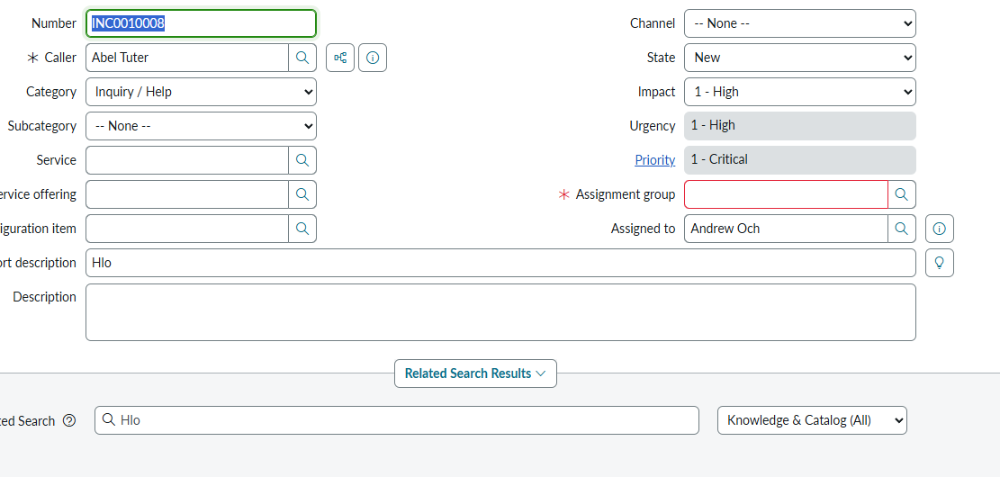 Number INC0010008
Channel -- None --
* Caller Abel Tuter
State New
Category Inquiry / Help
Impact 1 - High
Subcategory -- None --
Urgency 1 - High
Service
Priority 1 - Critical
ervice offering
* Assignment group
iguration item
Assigned to Andrew Och
ort description Hlo
Description
Related Search Results
ted Search Hlo Knowledge & Catalog (All)